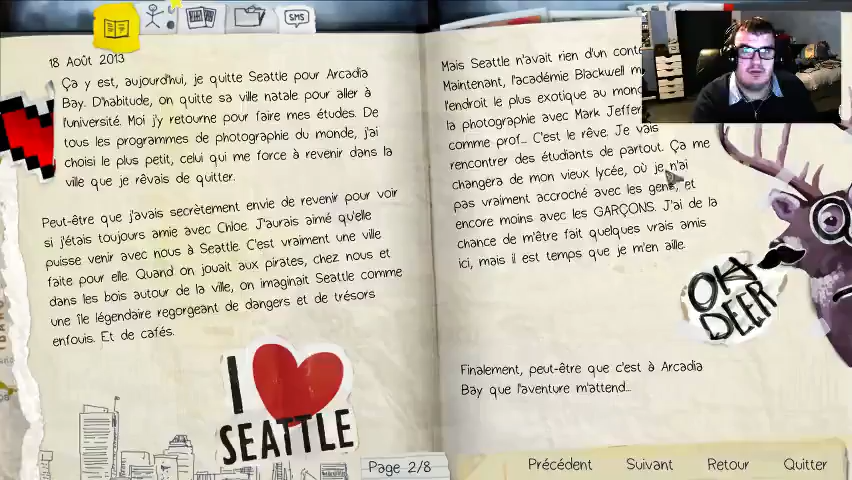 SMS
18 Août 2013
Ça y est, aujourd'hui, je quitte Seattle pour Arcadia
Bay. D'habitude, on quitte sa ville natale pour aller à
l'université. Moi j'y retourne pour faire mes études. De
tous les programmes de photographie du monde, j'ai
choisi le plus petit, celui qui me force à revenir dans la
ville que je rêvais de quitter.
Peut-être que j'avais secrètement envie de revenir pour voir
si j'étais toujours amie avec Chloe. J'aurais aimé qu'elle
puisse venir avec nous à Seattle. C'est vraiment une ville
faite pour elle. Quand on jouait aux pirates, chez nous et
dans les bois autour de la ville, on imaginait Seattle comme
une île légendaire regorgeant de dangers et de trésors
enfouis. Et de cafés.
I
SEATTLE
Mais Seattle n'avait rien d'un
Maintenant, l'académie Blackwell
l'endroit le plus exotique au
la photographie avec Mark
comme prof... C'est le rêve. Je vais
rencontrer des étudiants de partout. Ça me
changera de mon vieux lycée, où je n'ai
pas vraiment accroché avec les gens, et
encore moins avec les GARÇONS. J'ai de la
chance de m'être fait quelques vrais amis
ici, mais il est temps que je m'en aille.
OH
DEER
Finalement, peut-être que c'est à Arcadia
Bay que l'aventure m'attend...
Page 2/8
Précédent Suivant Retour Quitter